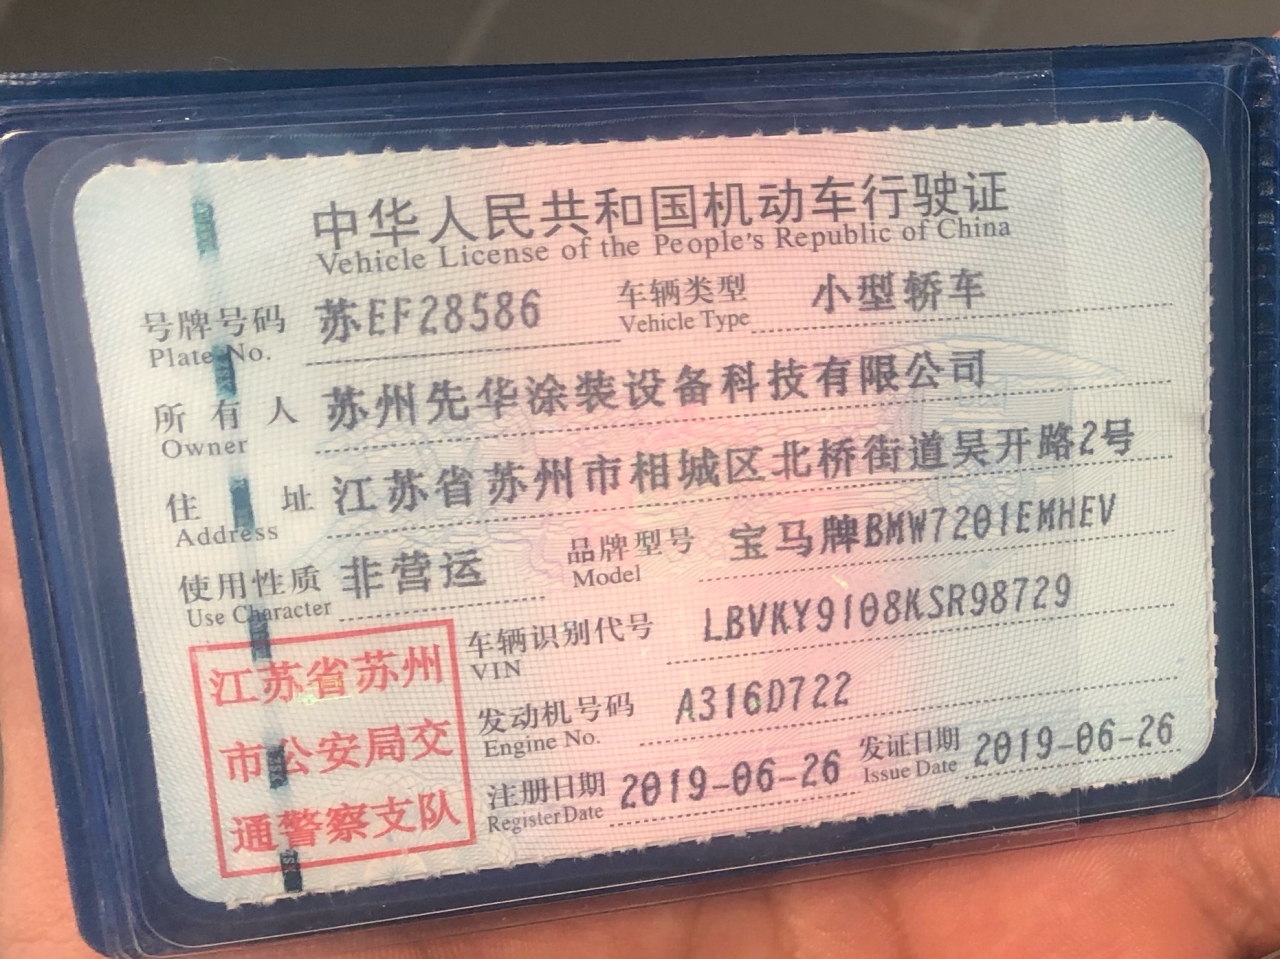 中华人民共和国机动车行驶证
Vehicle License of the People's Republic of China
号牌号码 苏EF28586 车辆类型 小型轿车
Plate No. Vehicle Type
所有人 苏州先华涂装设备科技有限公司
Owner
住址 江苏省苏州市相城区北桥街道吴开路2号
Address
使用性质 非营运 品牌型号 宝马牌BMW7201EMHEV
Use Character Model
车辆识别代号 LBVKY9108KSR98729
VIN
发动机号码 A316D722
Engine No.
注册日期 2019-06-26 发证日期 2019-06-26
Register Date Issue Date
江苏省苏州
市公安局交
通警察支队